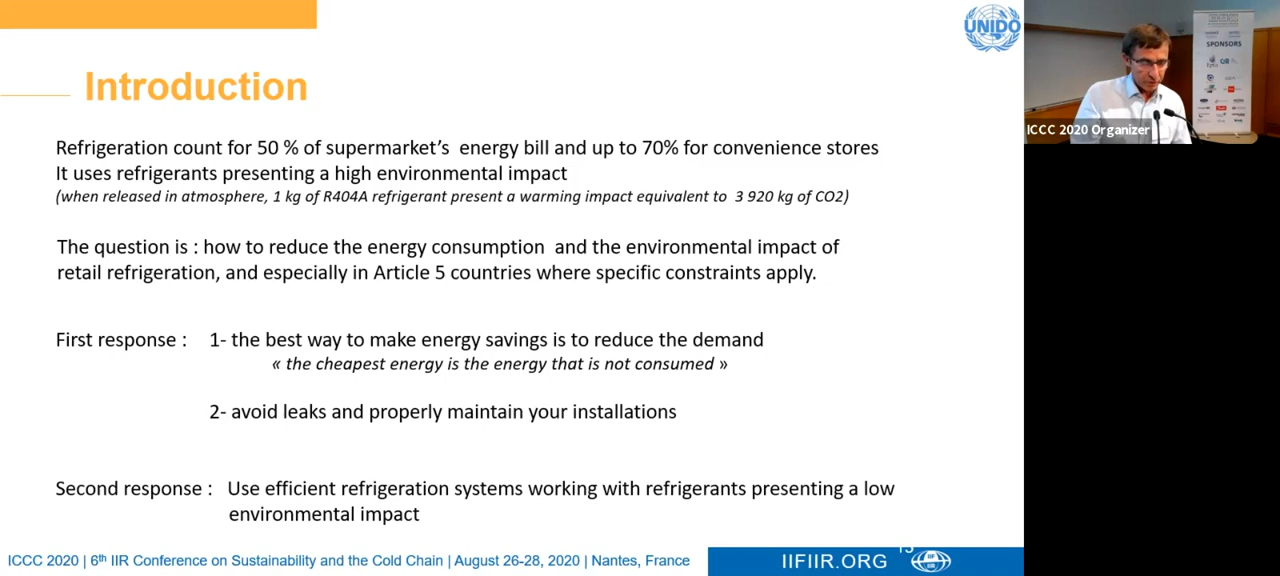 UNIDO
Introduction
Refrigeration count for 50 % of supermarket’s  energy bill and up to 70% for convenience stores
It uses refrigerants presenting a high environmental impact
(when released in atmosphere, 1 kg of R404A refrigerant present a warming impact equivalent to  3 920 kg of CO2)
The question is : how to reduce the energy consumption  and the environmental impact of
retail refrigeration, and especially in Article 5 countries where specific constraints apply.
First response :   1- the best way to make energy savings is to reduce the demand
« the cheapest energy is the energy that is not consumed »
2- avoid leaks and properly maintain your installations
Second response :   Use efficient refrigeration systems working with refrigerants presenting a low
environmental impact
ICCC 2020 | 6th IIR Conference on Sustainability and the Cold Chain | August 26-28, 2020 | Nantes, France
IIFIIR.ORG
SPONSORS
ICCC 2020 Organizer